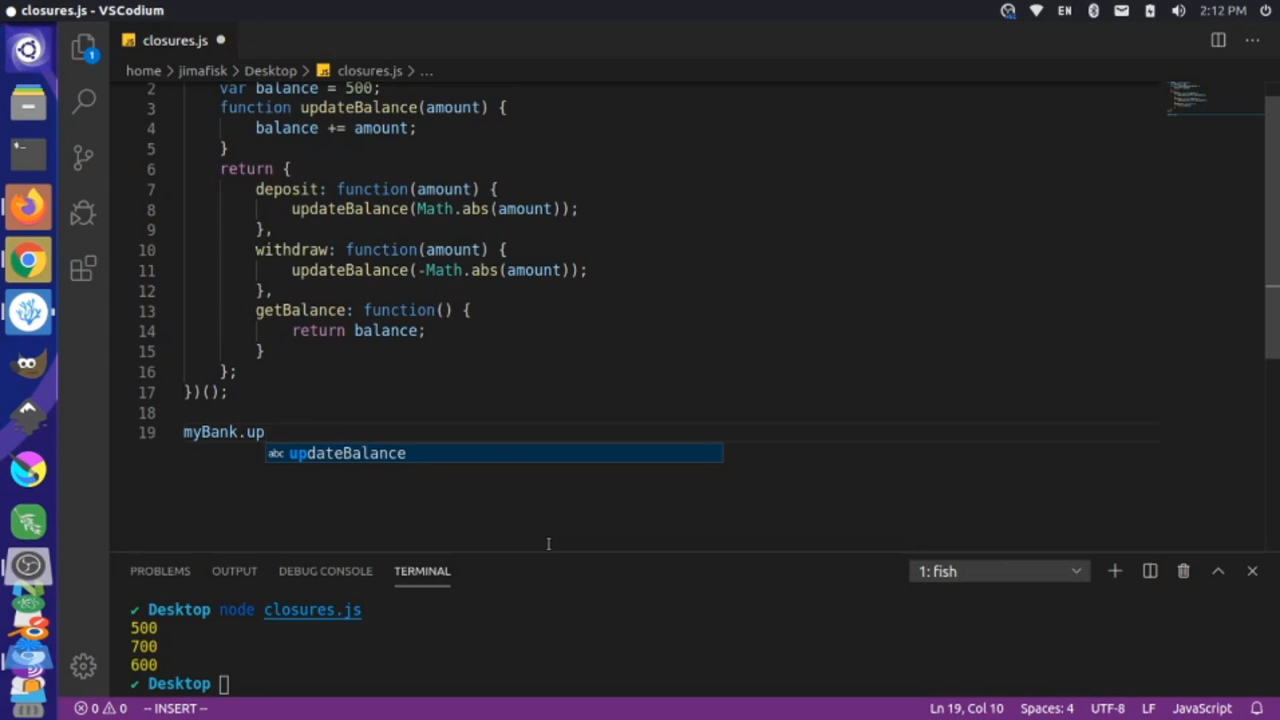 closures.js - VSCodium
EN
2:12 PM
1
JS closures.js
home > jimafisk > Desktop > JS closures.js > ...
2 var balance = 500;
3 function updateBalance(amount) {
4 balance += amount;
5 }
6 return {
7 deposit: function(amount) {
8 updateBalance(Math.abs(amount));
9 },
10 withdraw: function(amount) {
11 updateBalance(-Math.abs(amount));
12 },
13 getBalance: function() {
14 return balance;
15 }
16 };
17 })();
18
19 myBank.up
abc updateBalance
PROBLEMS OUTPUT DEBUG CONSOLE TERMINAL 1: fish
✔ Desktop node closures.js
500
700
600
✔ Desktop
0 0 -- INSERT -- Ln 19, Col 10 Spaces: 4 UTF-8 LF JavaScript